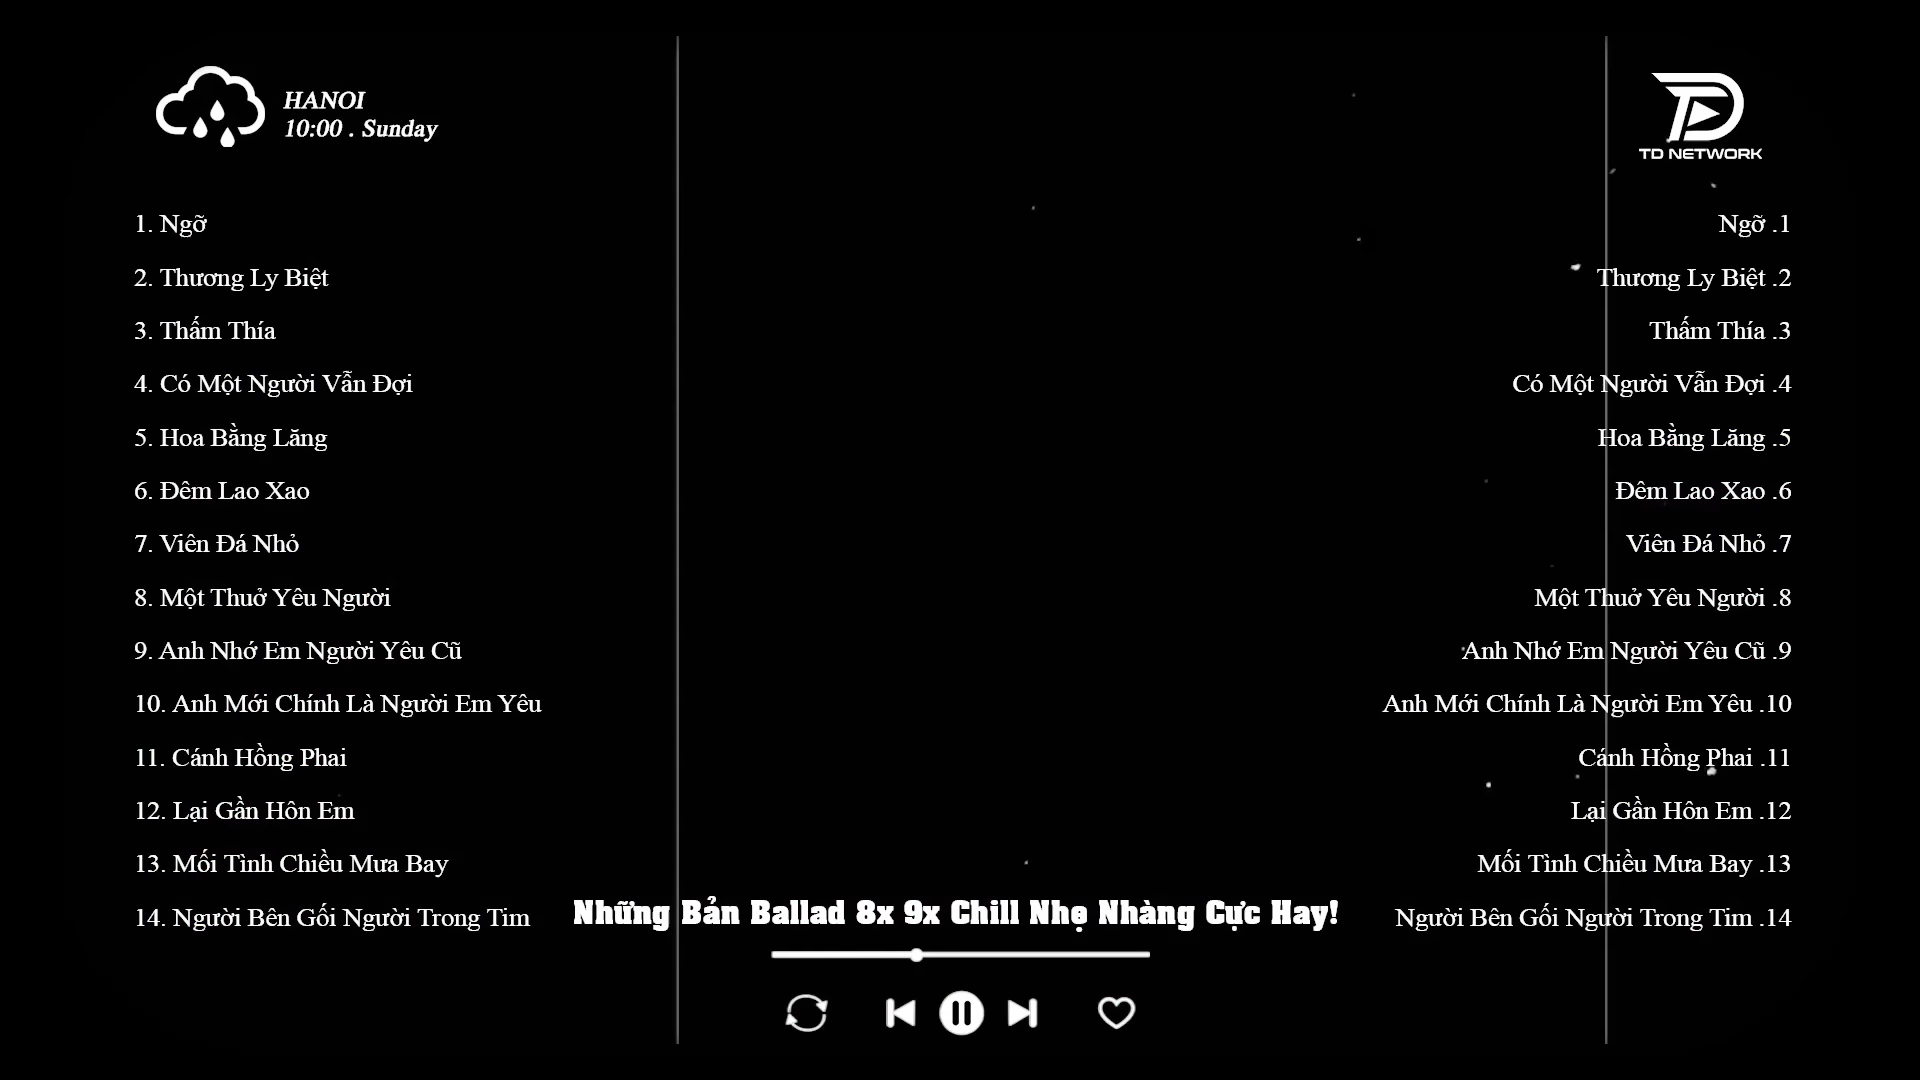 HANOI
10:00 . Sunday
TD NETWORK
1. Ngỡ
2. Thương Ly Biệt
3. Thấm Thía
4. Có Một Người Vẫn Đợi
5. Hoa Bằng Lăng
6. Đêm Lao Xao
7. Viên Đá Nhỏ
8. Một Thuở Yêu Người
9. Anh Nhớ Em Người Yêu Cũ
10. Anh Mới Chính Là Người Em Yêu
11. Cánh Hồng Phai
12. Lại Gần Hôn Em
13. Mối Tình Chiều Mưa Bay
14. Người Bên Gối Người Trong Tim
Ngỡ .1
Thương Ly Biệt .2
Thấm Thía .3
Có Một Người Vẫn Đợi .4
Hoa Bằng Lăng .5
Đêm Lao Xao .6
Viên Đá Nhỏ .7
Một Thuở Yêu Người .8
Anh Nhớ Em Người Yêu Cũ .9
Anh Mới Chính Là Người Em Yêu .10
Cánh Hồng Phai .11
Lại Gần Hôn Em .12
Mối Tình Chiều Mưa Bay .13
Người Bên Gối Người Trong Tim .14
Những Bản Ballad 8x 9x Chill Nhẹ Nhàng Cực Hay!